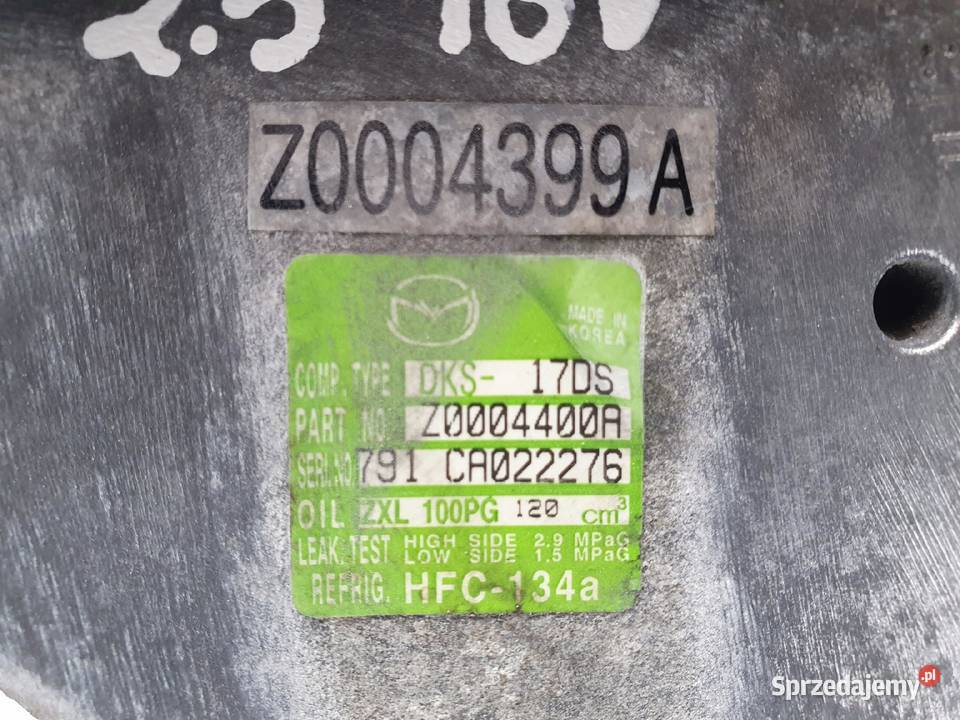 2.3 16V
Z0004399A
MADE IN
KOREA
COMP. TYPE DKS- 17DS
PART NO. Z0004400A
SERI.NO. 791 CA022276
OIL ZXL 100PG 120 cm³
LEAK.TEST HIGH SIDE 2.9 MPaG
LOW SIDE 1.5 MPaG
REFRIG. HFC-134a
Sprzedajemy.pl